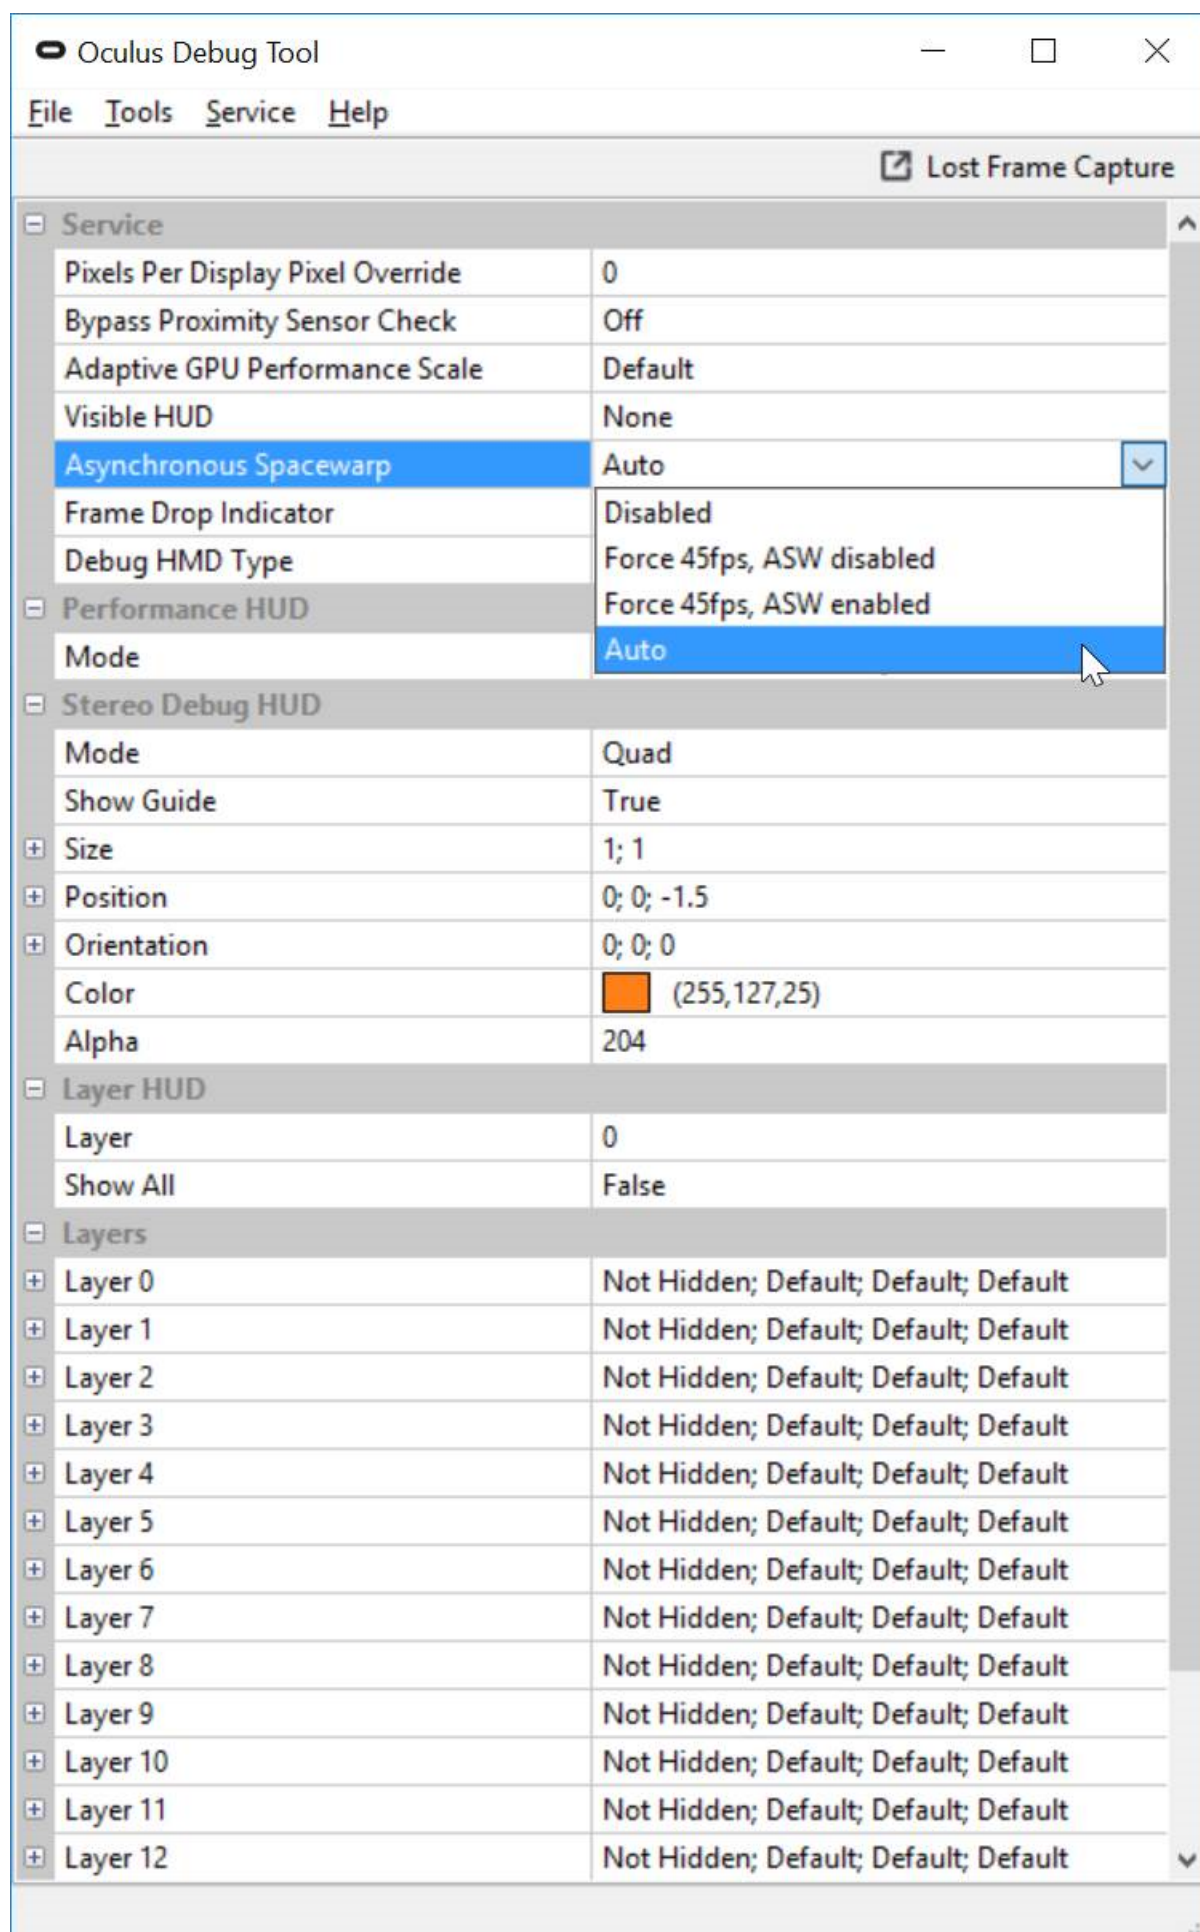 Oculus Debug Tool
File Tools Service Help
Lost Frame Capture
Service
Pixels Per Display Pixel Override 0
Bypass Proximity Sensor Check Off
Adaptive GPU Performance Scale Default
Visible HUD None
Asynchronous Spacewarp Auto
Frame Drop Indicator Disabled
Debug HMD Type Force 45fps, ASW disabled
Performance HUD Force 45fps, ASW enabled
Mode Auto
Stereo Debug HUD
Mode Quad
Show Guide True
Size 1; 1
Position 0; 0; -1.5
Orientation 0; 0; 0
Color (255,127,25)
Alpha 204
Layer HUD
Layer 0
Show All False
Layers
Layer 0 Not Hidden; Default; Default; Default
Layer 1 Not Hidden; Default; Default; Default
Layer 2 Not Hidden; Default; Default; Default
Layer 3 Not Hidden; Default; Default; Default
Layer 4 Not Hidden; Default; Default; Default
Layer 5 Not Hidden; Default; Default; Default
Layer 6 Not Hidden; Default; Default; Default
Layer 7 Not Hidden; Default; Default; Default
Layer 8 Not Hidden; Default; Default; Default
Layer 9 Not Hidden; Default; Default; Default
Layer 10 Not Hidden; Default; Default; Default
Layer 11 Not Hidden; Default; Default; Default
Layer 12 Not Hidden; Default; Default; Default